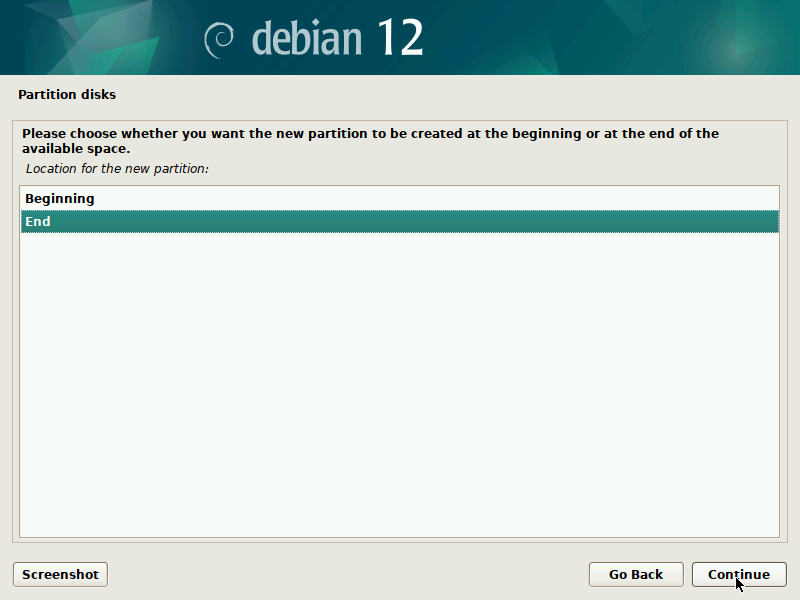 debian 12
Partition disks
Please choose whether you want the new partition to be created at the beginning or at the end of the
available space.
Location for the new partition:
Beginning
End
Screenshot
Go Back
Continue